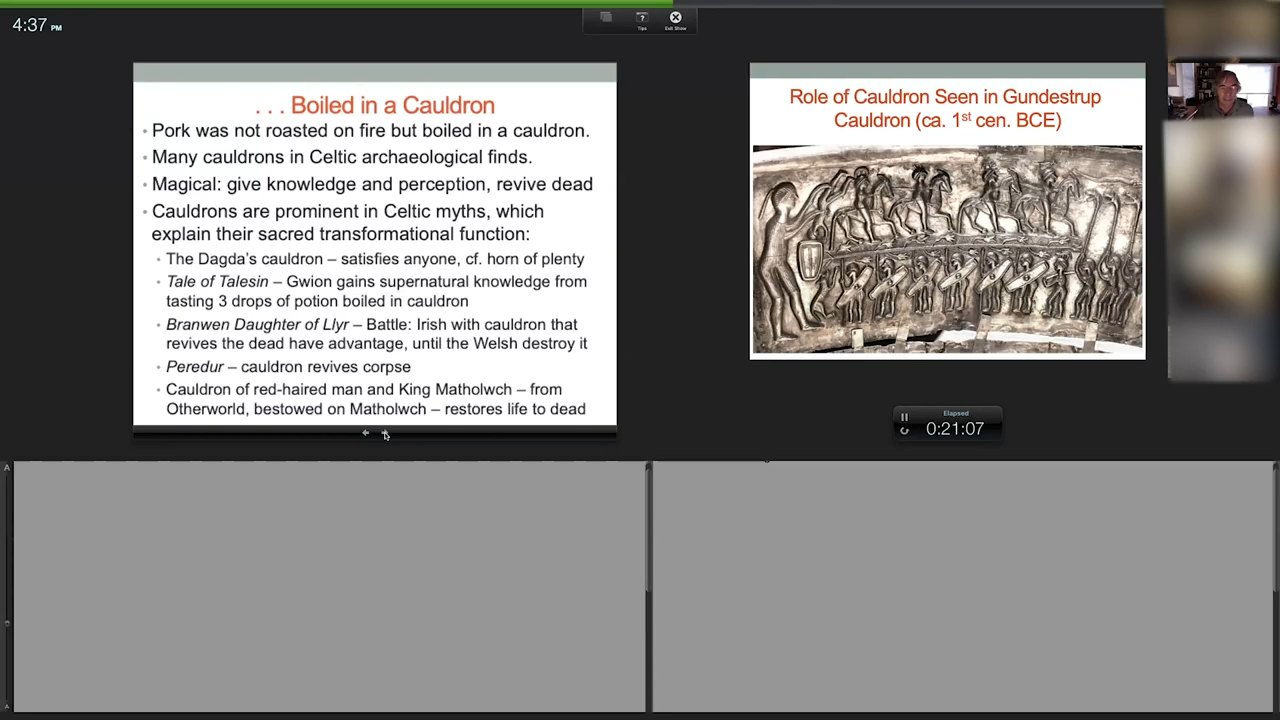 4:37 PM
Tips
Exit Show
. . . Boiled in a Cauldron
• Pork was not roasted on fire but boiled in a cauldron.
• Many cauldrons in Celtic archaeological finds.
• Magical: give knowledge and perception, revive dead
• Cauldrons are prominent in Celtic myths, which
explain their sacred transformational function:
• The Dagda's cauldron – satisfies anyone, cf. horn of plenty
• Tale of Talesin – Gwion gains supernatural knowledge from
tasting 3 drops of potion boiled in cauldron
• Branwen Daughter of Llyr – Battle: Irish with cauldron that
revives the dead have advantage, until the Welsh destroy it
• Peredur – cauldron revives corpse
• Cauldron of red-haired man and King Matholwch – from
Otherworld, bestowed on Matholwch – restores life to dead
Role of Cauldron Seen in Gundestrup
Cauldron (ca. 1st cen. BCE)
Elapsed
0:21:07
A
A